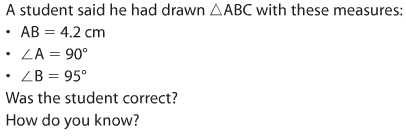 A student said he had drawn △ABC with these measures:
• AB = 4.2 cm
• ∠A = 90°
• ∠B = 95°
Was the student correct?
How do you know?